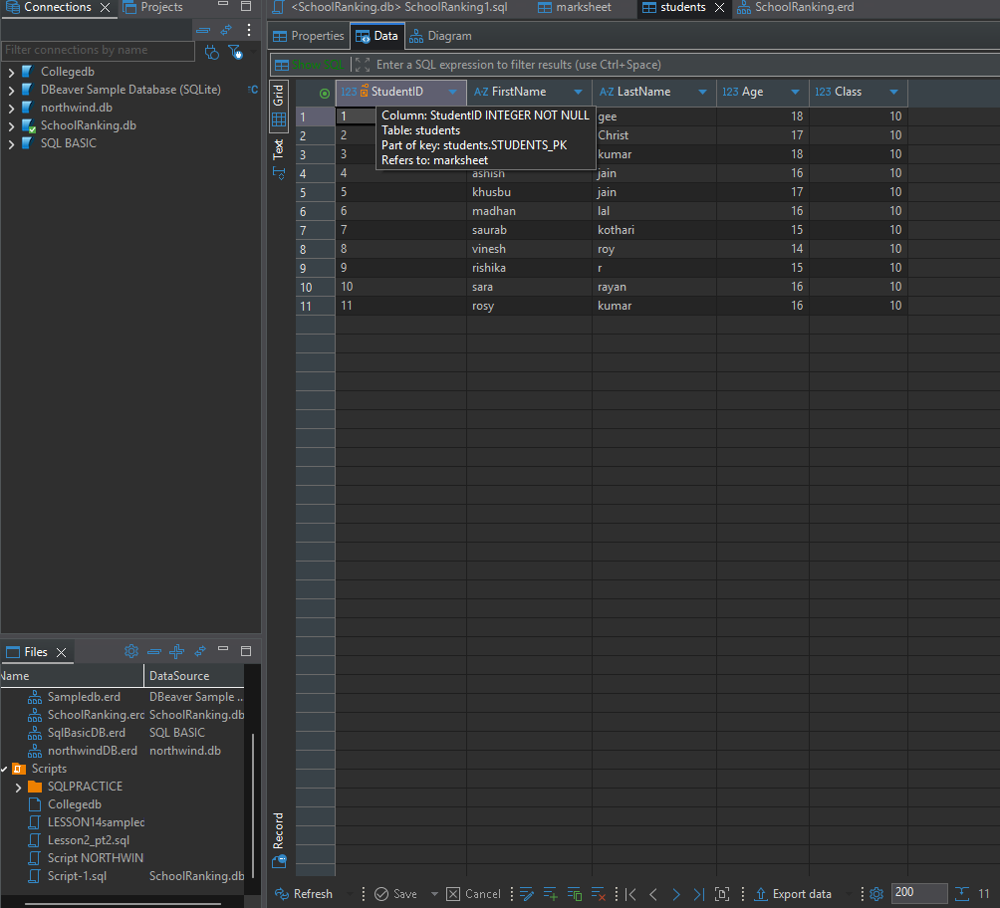 Connections
Projects
Filter connections by name
Collegedb
DBeaver Sample Database (SQLite)
northwind.db
SchoolRanking.db
SQL BASIC
<SchoolRanking.db> SchoolRanking1.sql
marksheet
students
SchoolRanking.erd
Properties
Data
Diagram
Show SQL
Enter a SQL expression to filter results (use Ctrl+Space)
Grid
Text
Record
123 StudentID A-Z FirstName A-Z LastName 123 Age 123 Class
1 1 gee 18 10
2 2 Christ 17 10
3 3 kumar 18 10
4 4 ashish jain 16 10
5 5 khusbu jain 17 10
6 6 madhan lal 16 10
7 7 saurab kothari 15 10
8 8 vinesh roy 14 10
9 9 rishika r 15 10
10 10 sara rayan 16 10
11 11 rosy kumar 16 10
Column: StudentID INTEGER NOT NULL
Table: students
Part of key: students.STUDENTS_PK
Refers to: marksheet
Files
Name DataSource
Sampledb.erd DBeaver Sample ..
SchoolRanking.erd SchoolRanking.db
SqlBasicDB.erd SQL BASIC
northwindDB.erd northwind.db
Scripts
SQLPRACTICE
Collegedb
LESSON14samplec
Lesson2_pt2.sql
Script NORTHWIN
Script-1.sql SchoolRanking.db
Refresh Save Cancel Export data 200 11